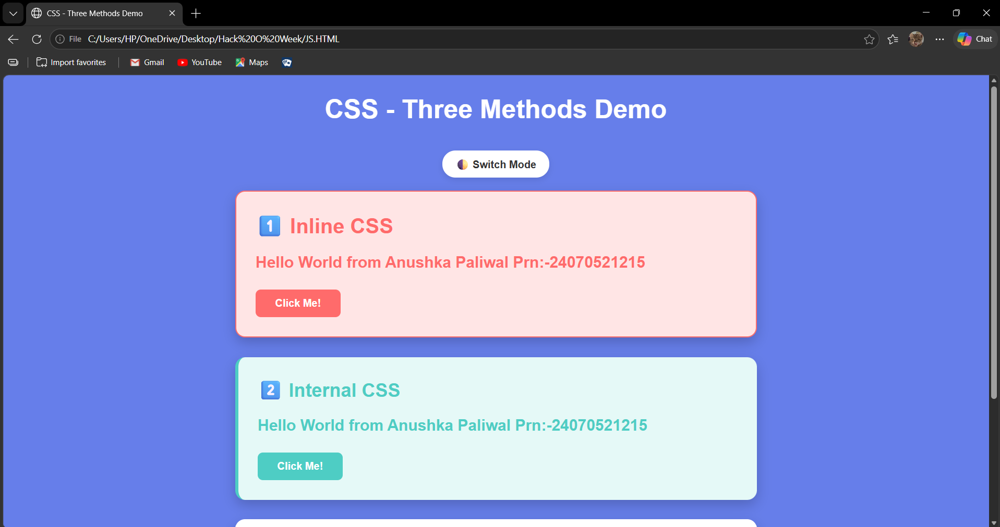 CSS - Three Methods Demo
File C:/Users/HP/OneDrive/Desktop/Hack%20O%20Week/JS.HTML
Chat
Import favorites
Gmail
YouTube
Maps
CSS - Three Methods Demo
🌓 Switch Mode
1️⃣ Inline CSS
Hello World from Anushka Paliwal Prn:-24070521215
Click Me!
2️⃣ Internal CSS
Hello World from Anushka Paliwal Prn:-24070521215
Click Me!